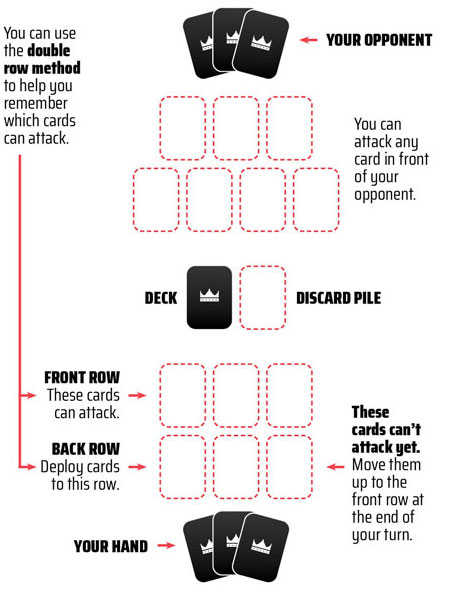 You can use
the double
row method
to help you
remember
which cards
can attack.
YOUR OPPONENT
You can
attack any
card in front
of your
opponent.
DECK
DISCARD PILE
FRONT ROW
These cards
can attack.
BACK ROW
Deploy cards
to this row.
These
cards can't
attack yet.
Move them
up to the
front row at
the end of
your turn.
YOUR HAND